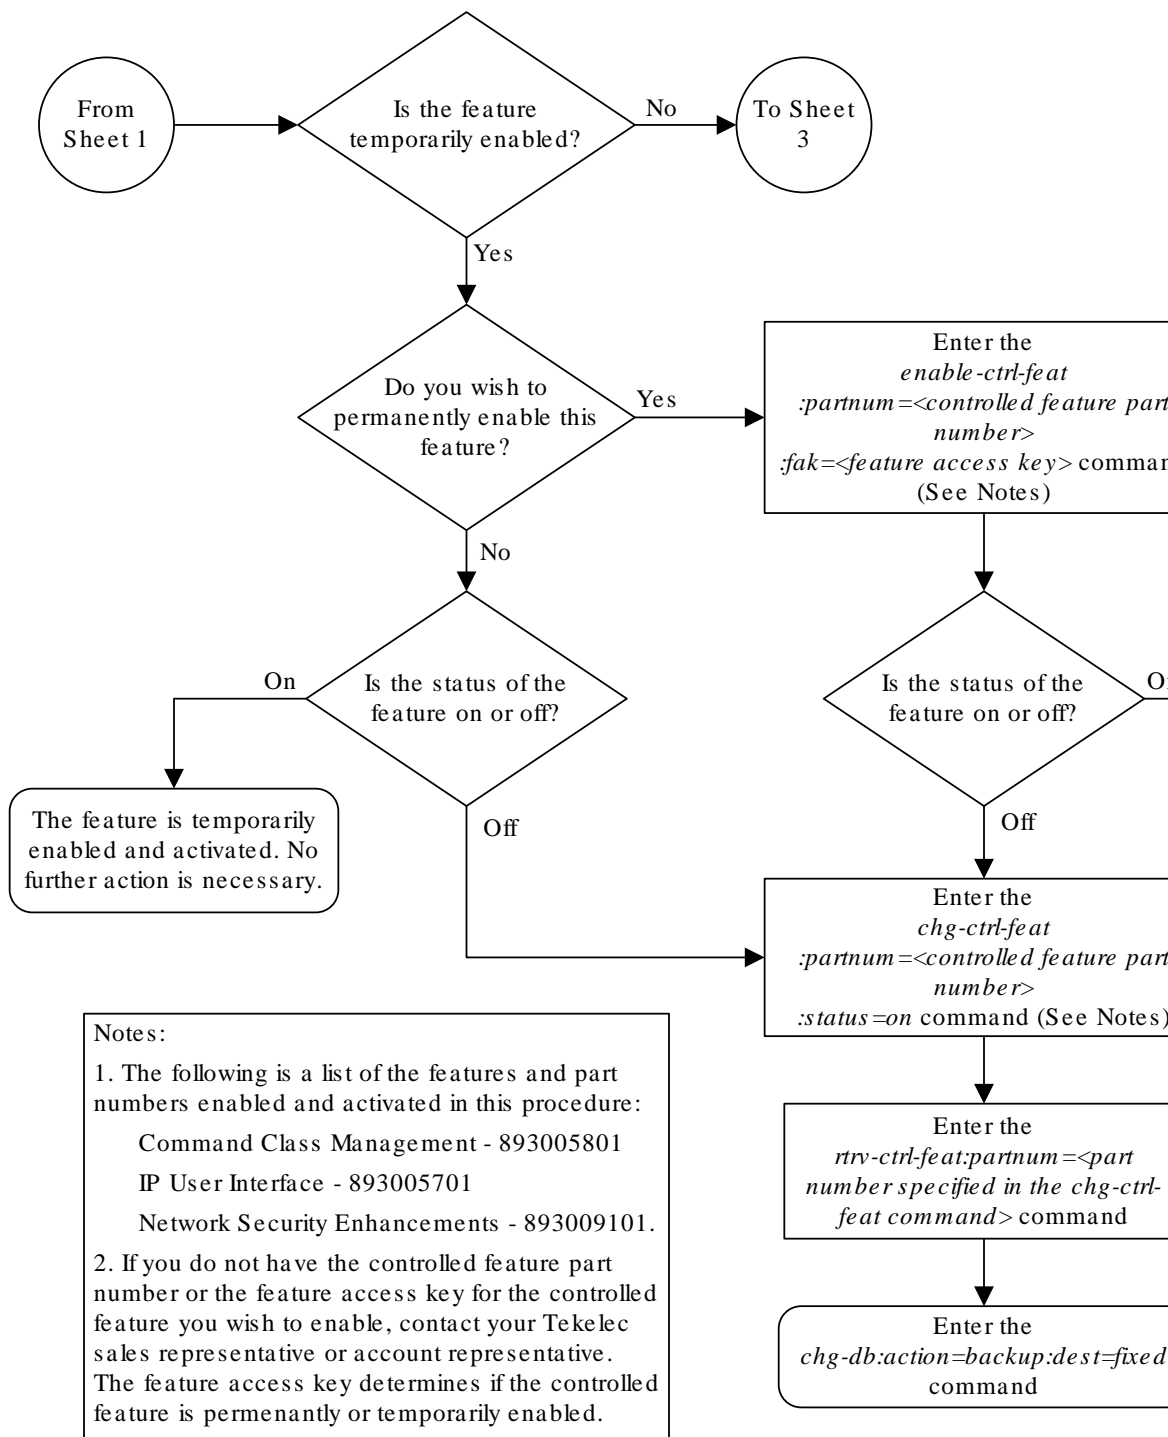 From
Sheet 1
Is the feature
temporarily enabled?
No
To Sheet
3
Yes
Do you wish to
permanently enable this
feature?
Yes
Enter the
enable-ctrl-feat
:partnum=<controlled feature part
number>
:fak=<feature access key> comman
(See Notes)
No
On
Is the status of the
feature on or off?
Is the status of the
feature on or off?
The feature is temporarily
enabled and activated. No
further action is necessary.
Off
Off
Enter the
chg-ctrl-feat
:partnum=<controlled feature part
number>
:status=on command (See Notes)
Notes:
1. The following is a list of the features and part
numbers enabled and activated in this procedure:
Command Class Management - 893005801
IP User Interface - 893005701
Network Security Enhancements - 893009101.
2. If you do not have the controlled feature part
number or the feature access key for the controlled
feature you wish to enable, contact your Tekelec
sales representative or account representative.
The feature access key determines if the controlled
feature is permenantly or temporarily enabled.
Enter the
rtrv-ctrl-feat:partnum=<part
number specified in the chg-ctrl-
feat command> command
Enter the
chg-db:action=backup:dest=fixed
command